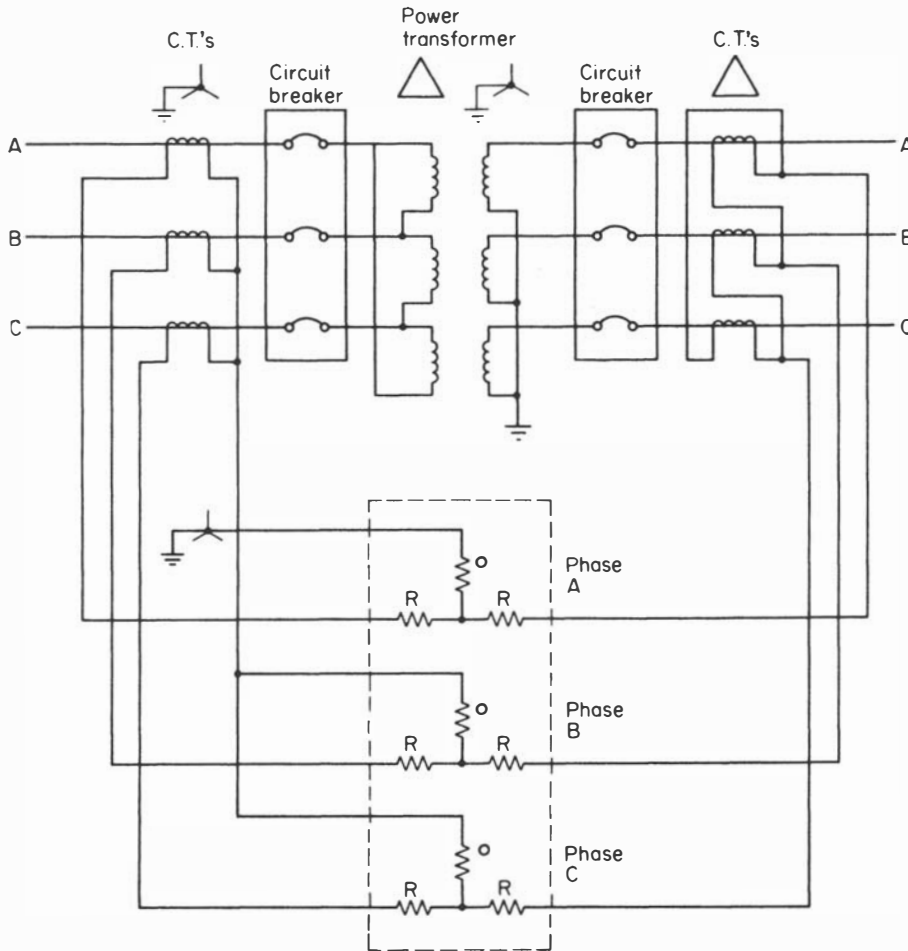 Power
transformer
C.T.'s
C.T.'s
Circuit
breaker
Circuit
breaker
A
A
B
B
C
C
O
Phase
A
R
R
O
Phase
B
R
R
O
Phase
C
R
R